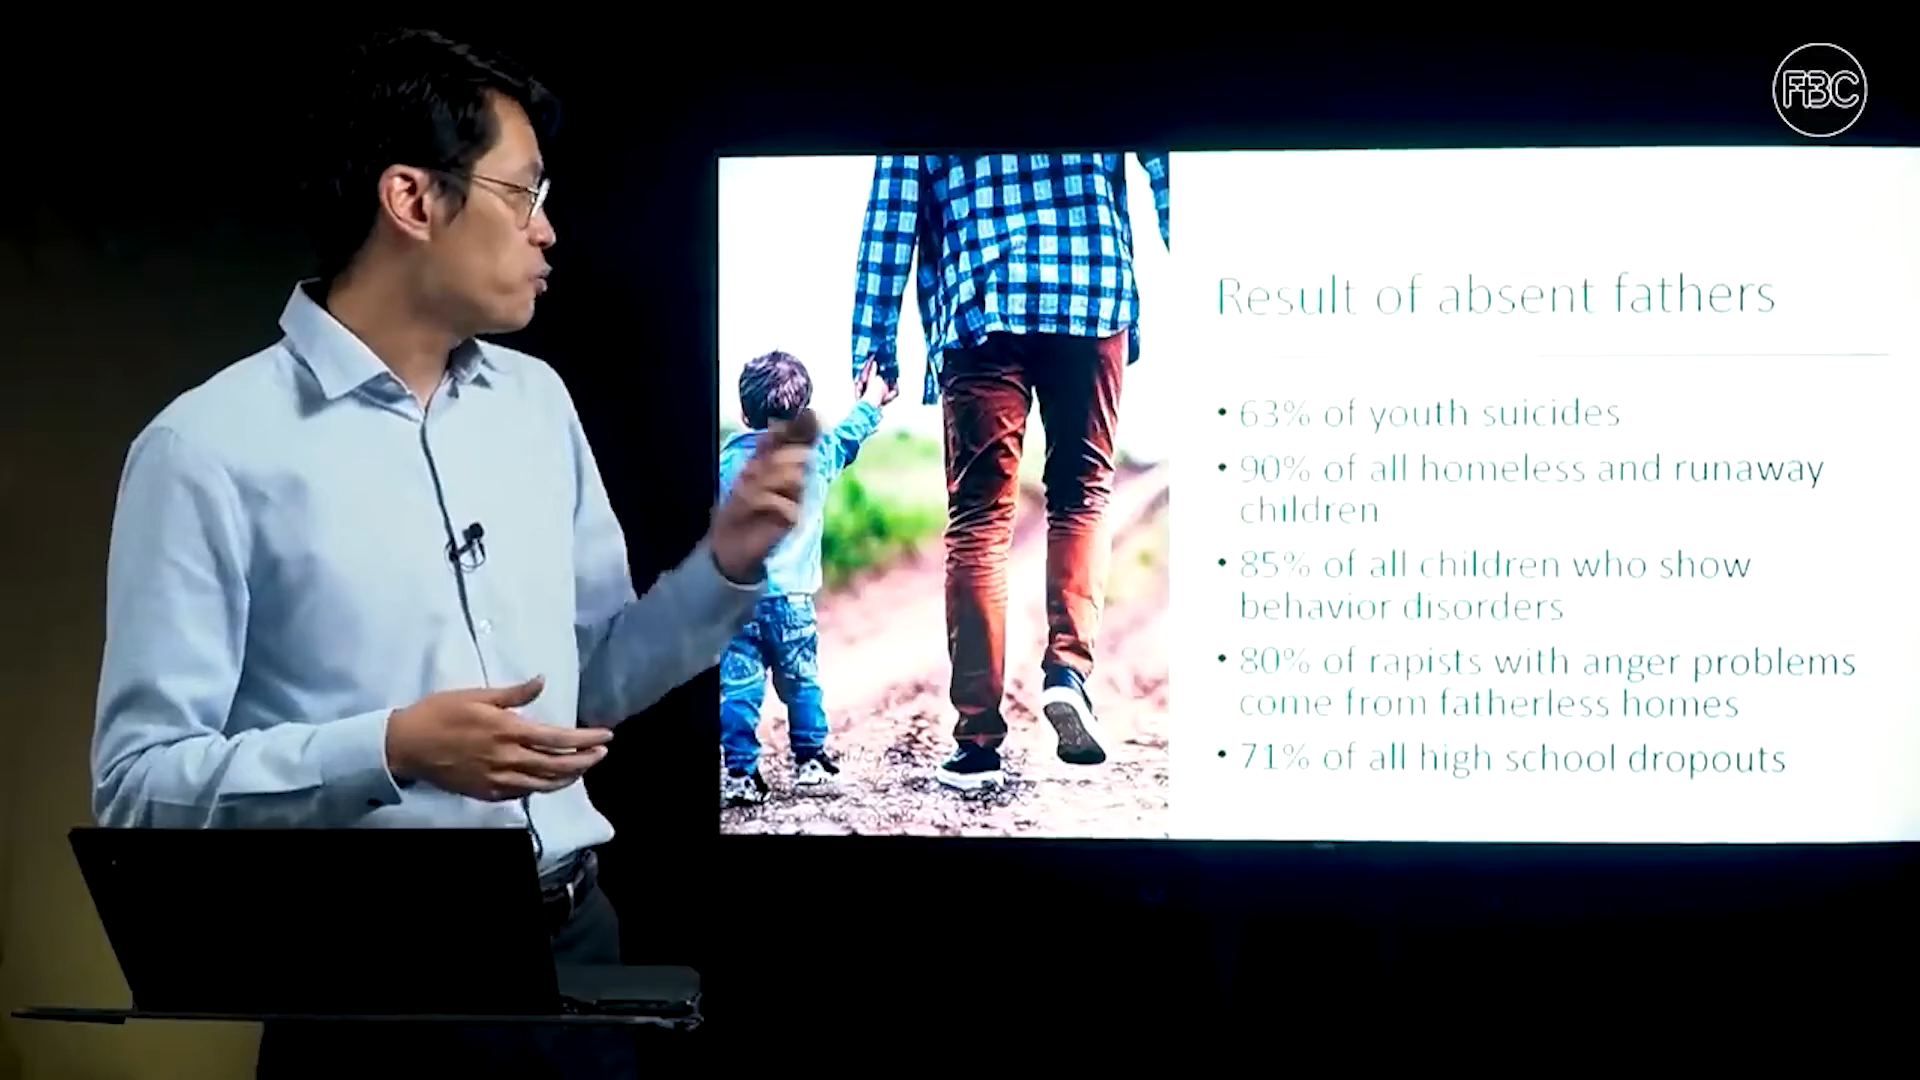 FBC
Result of absent fathers
• 63% of youth suicides
• 90% of all homeless and runaway
children
• 85% of all children who show
behavior disorders
• 80% of rapists with anger problems
come from fatherless homes
• 71% of all high school dropouts